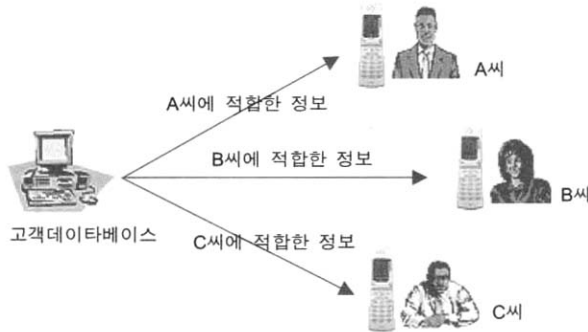 A씨
A씨에 적합한 정보
B씨에 적합한 정보
B씨
고객데이타베이스
C씨에 적합한 정보
C씨